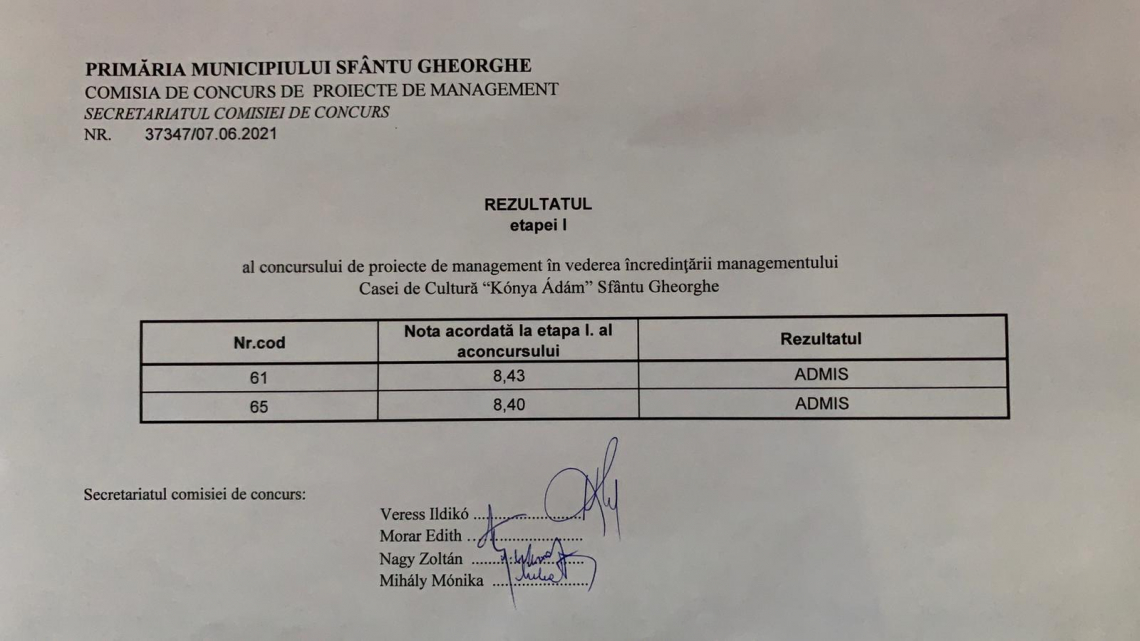 PRIMĂRIA MUNICIPIULUI SFÂNTU GHEORGHE
COMISIA DE CONCURS DE PROIECTE DE MANAGEMENT
SECRETARIATUL COMISIEI DE CONCURS
NR. 37347/07.06.2021
REZULTATUL
etapei I
al concursului de proiecte de management în vederea încredințării managementului
Casei de Cultură “Kónya Ádám” Sfântu Gheorghe
Nr.cod Nota acordată la etapa I. al aconcursului Rezultatul
61 8,43 ADMIS
65 8,40 ADMIS
Secretariatul comisiei de concurs:
Veress Ildikó
Morar Edith
Nagy Zoltán
Mihály Mónika